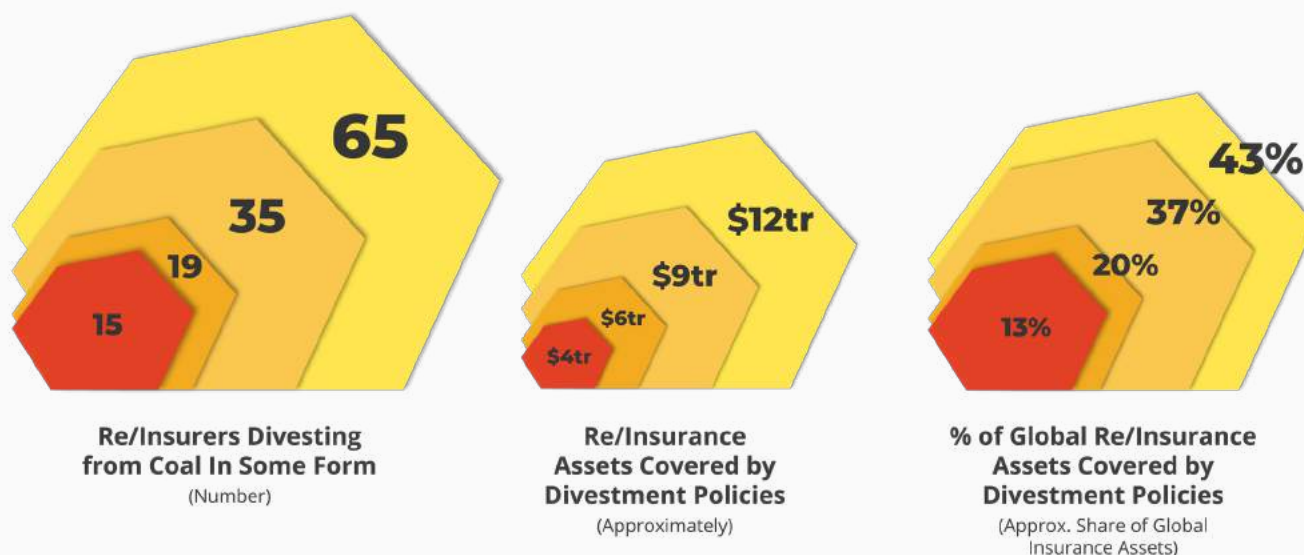 65
35
19
15
Re/Insurers Divesting
from Coal In Some Form
(Number)
$12tr
$9tr
$6tr
$4tr
Re/Insurance
Assets Covered by
Divestment Policies
(Approximately)
43%
37%
20%
13%
% of Global Re/Insurance
Assets Covered by
Divestment Policies
(Approx. Share of Global
Insurance Assets)